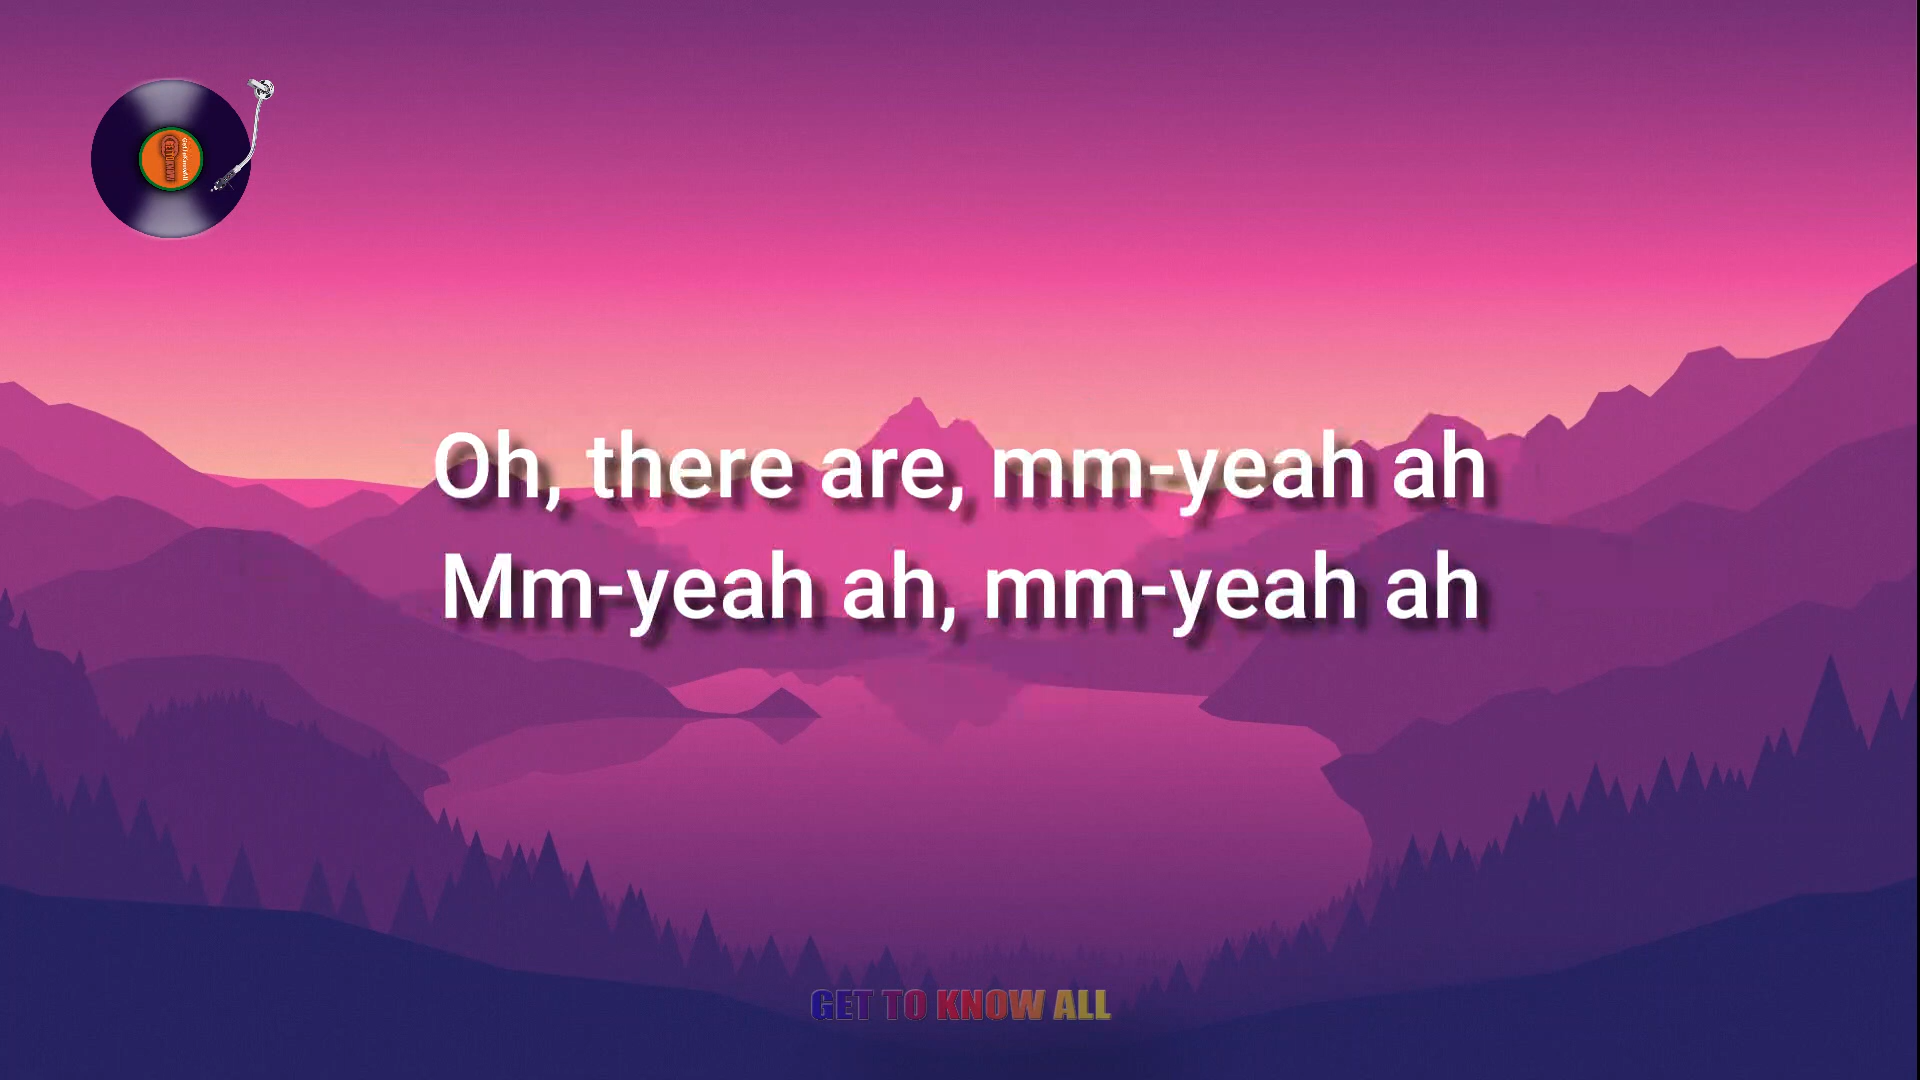 Oh, there are, mm-yeah ah
Mm-yeah ah, mm-yeah ah
GET TO KNOW ALL